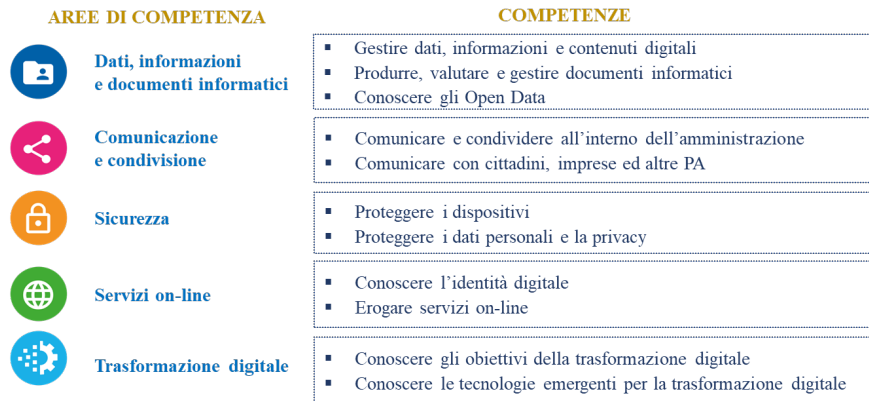 AREE DI COMPETENZA
COMPETENZE
Dati, informazioni
e documenti informatici
▪ Gestire dati, informazioni e contenuti digitali
▪ Produrre, valutare e gestire documenti informatici
▪ Conoscere gli Open Data
Comunicazione
e condivisione
▪ Comunicare e condividere all’interno dell’amministrazione
▪ Comunicare con cittadini, imprese ed altre PA
Sicurezza
▪ Proteggere i dispositivi
▪ Proteggere i dati personali e la privacy
Servizi on-line
▪ Conoscere l’identità digitale
▪ Erogare servizi on-line
Trasformazione digitale
▪ Conoscere gli obiettivi della trasformazione digitale
▪ Conoscere le tecnologie emergenti per la trasformazione digitale